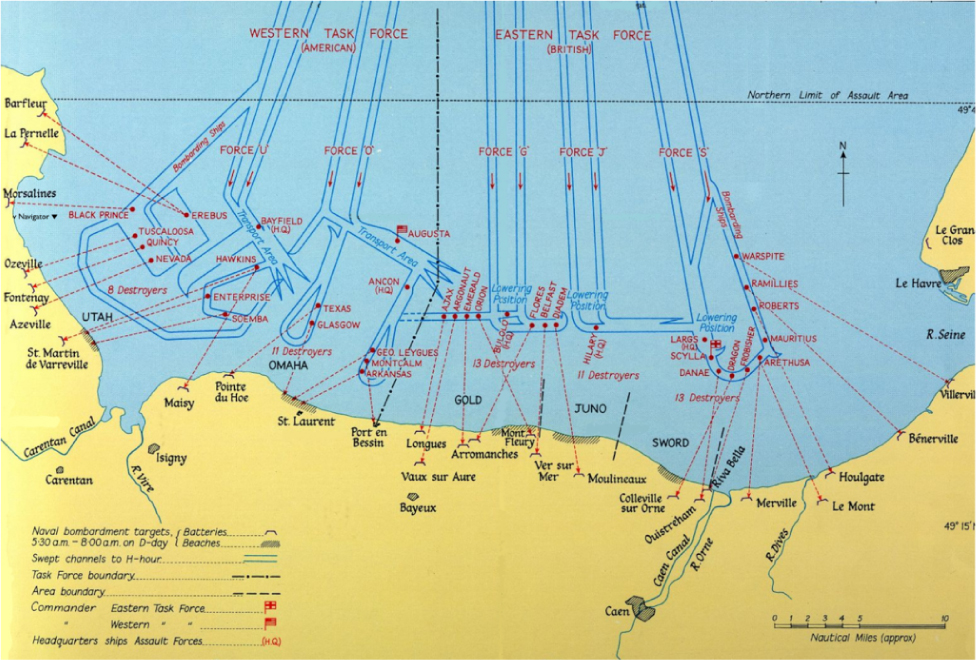 WESTERN TASK FORCE
(AMERICAN)
EASTERN TASK FORCE
(BRITISH)
Northern Limit of Assault Area
49°4
Barfleur
La Pernelle
Morsalines
Navigator ▼
Bombarding Ships
FORCE 'U'
FORCE 'O'
FORCE 'G'
FORCE 'J'
FORCE 'S'
Bombarding
Ships
N
BLACK PRINCE
EREBUS
TUSCALOOSA
QUINCY
NEVADA
BAYFIELD
(H.Q)
HAWKINS
Transport Area
Transport Area
AUGUSTA
ANCON
(HQ)
8 Destroyers
ENTERPRISE
SOEMBA
TEXAS
GLASGOW
11 Destroyers
GEO. LEYGUES
MONTCALM
ARKANSAS
AJAX
ARGONAUT
EMERALD
ORION
Lowering
Position
BULOLO
(H.Q)
FLORES
BELFAST
DIADEM
Lowering
Position
HILARY
(H.Q)
13 Destroyers
11 Destroyers
WARSPITE
RAMILLIES
ROBERTS
Lowering
Position
LARGS
(HQ)
SCYLLA
DANAE
DRAGON
FROBISHER
MAURITIUS
ARETHUSA
13 Destroyers
Le Gran
Clos
Le Havre
R. Seine
Villervil
Bénerville
Ozeville
Fontenay
Azeville
UTAH
St. Martin
de Varreville
OMAHA
GOLD
JUNO
SWORD
Maisy
Pointe
du Hoe
St. Laurent
Port en
Bessin
Longues
Vaux sur Aure
Arromanches
Mont
Fleury
Ver sur
Mer
Moulineaux
Colleville
sur Orne
Riva Bella
Ouistreham
Merville
Houlgate
Le Mont
Carentan Canal
Carentan
R. Vire
Isigny
Bayeux
Caen Canal
R. Orne
R. Dives
Caen
49° 15'
Naval bombardment targets, { Batteries
5·30 a.m. – 8·00 a.m. on D-day { Beaches
Swept channels to H-hour
Task Force boundary
Area boundary
Commander Eastern Task Force
" Western " "
Headquarters ships Assault Forces (H.Q)
0 1 2 3 4 5 10
Nautical Miles (approx)